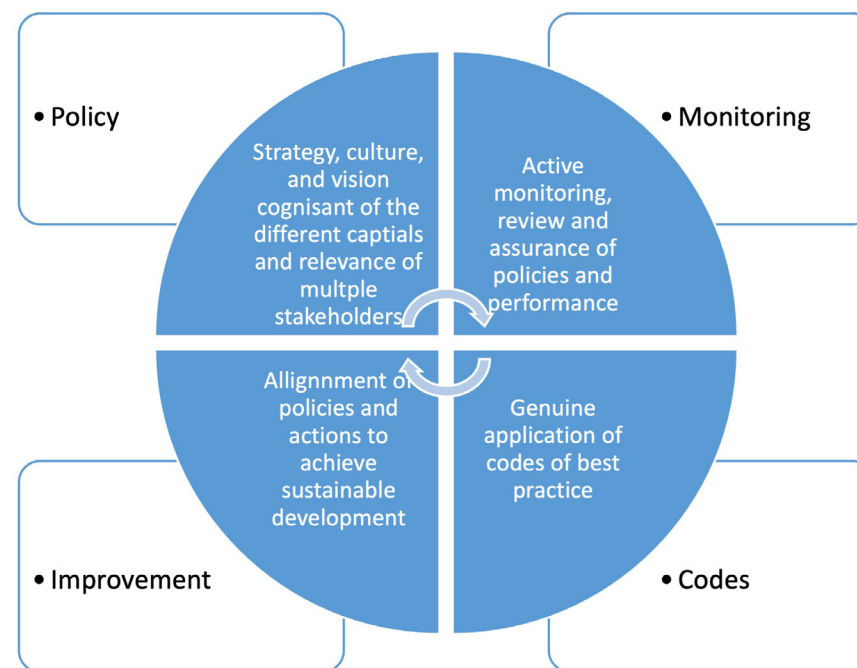 • Policy
Strategy, culture,
and vision
cognisant of the
different captials
and relevance of
multple
stakeholders
• Monitoring
Active
monitoring,
review and
assurance of
policies and
performance
Allignnment of
policies and
actions to
achieve
sustainable
development
• Improvement
Genuine
application of
codes of best
practice
• Codes